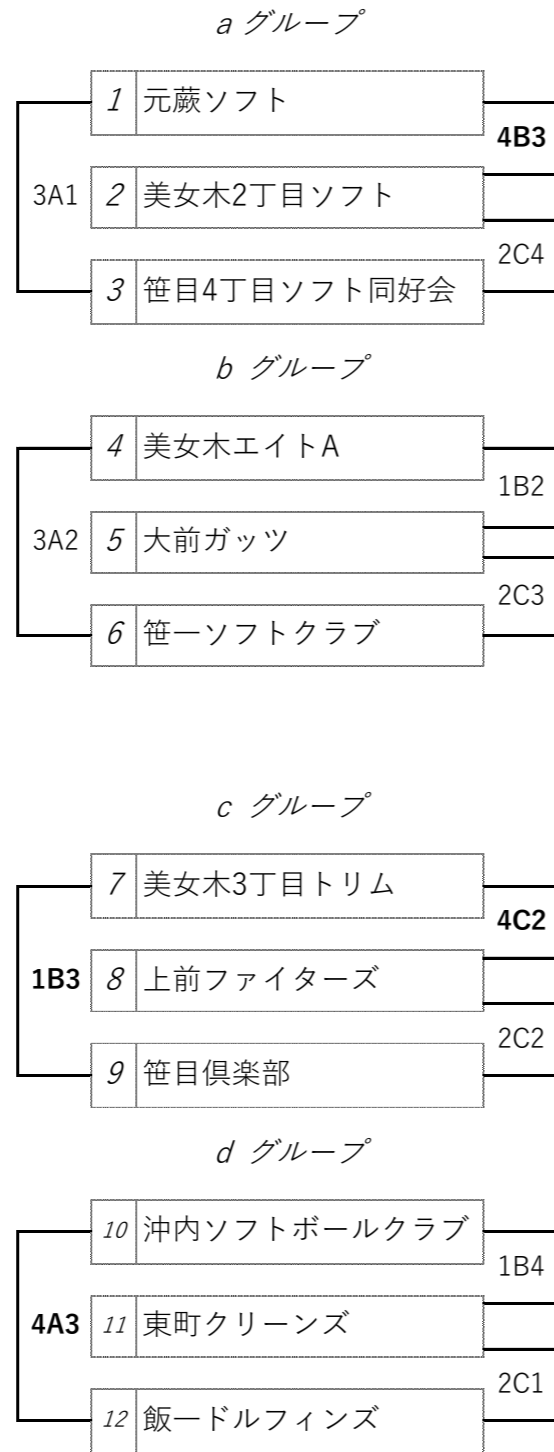 a グループ
1 元蕨ソフト
4B3
3A1 2 美女木2丁目ソフト
2C4
3 笹目4丁目ソフト同好会
b グループ
4 美女木エイトA
1B2
3A2 5 大前ガッツ
2C3
6 笹一ソフトクラブ
c グループ
7 美女木3丁目トリム
4C2
1B3 8 上前ファイターズ
2C2
9 笹目倶楽部
d グループ
10 沖内ソフトボールクラブ
1B4
4A3 11 東町クリーンズ
2C1
12 飯一ドルフィンズ